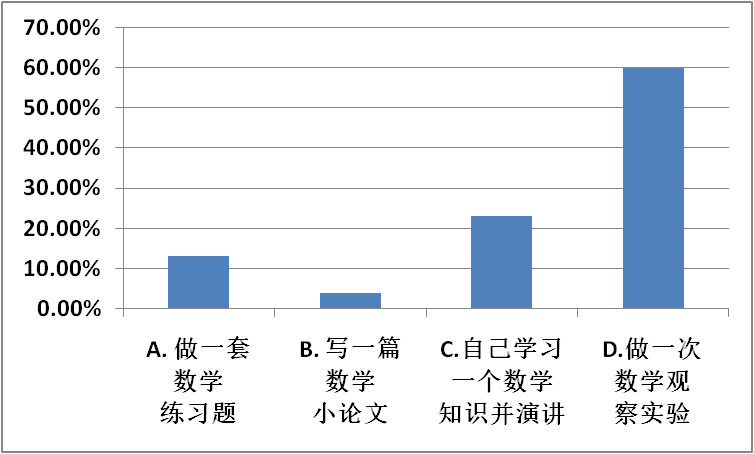 70.00%
60.00%
50.00%
40.00%
30.00%
20.00%
10.00%
0.00%
A. 做一套
数学
练习题
B. 写一篇
数学
小论文
C.自己学习
一个数学
知识并演讲
D.做一次
数学观
察实验